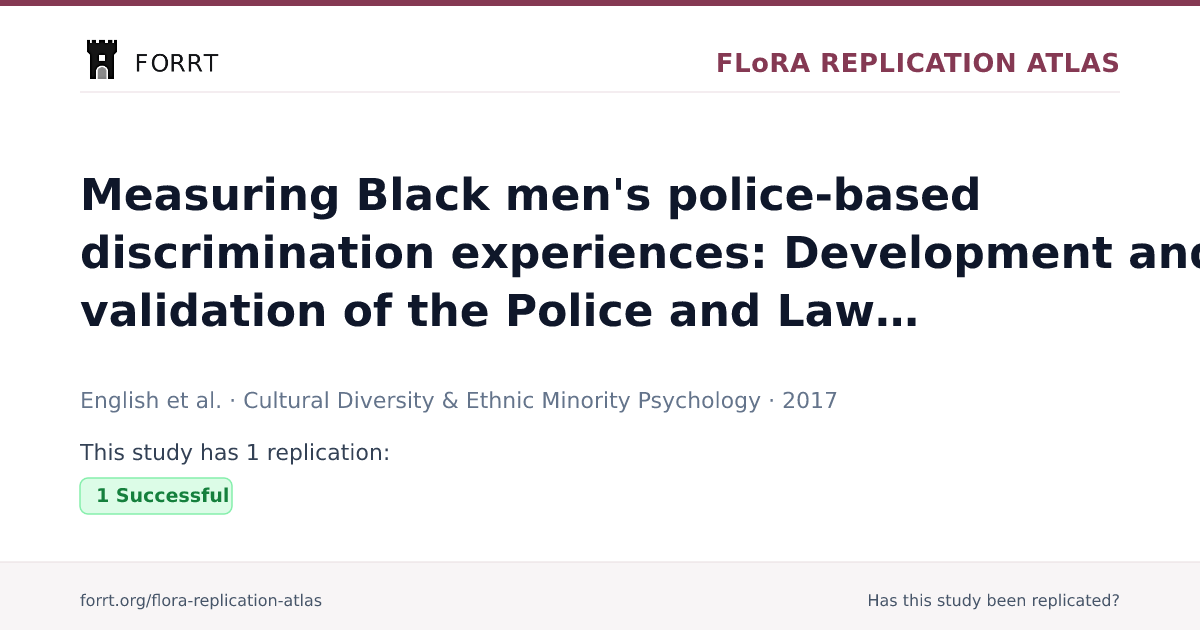 FORRT
FLoRA REPLICATION ATLAS
Measuring Black men's police-based
discrimination experiences: Development and
validation of the Police and Law…
English et al. · Cultural Diversity & Ethnic Minority Psychology · 2017
This study has 1 replication:
1 Successful
forrt.org/flora-replication-atlas
Has this study been replicated?